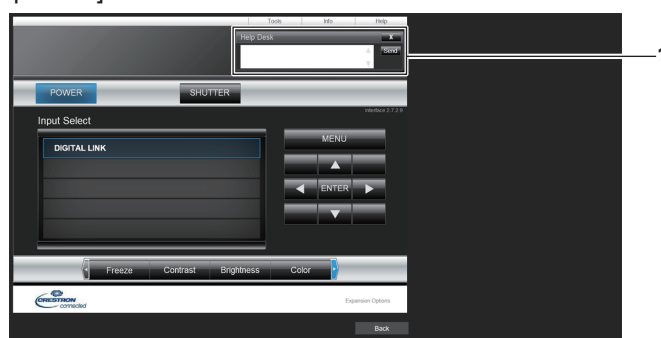 Tools Info Help
Help Desk X
Send
1
POWER SHUTTER
Interface 2.7.2.9
Input Select
MENU
DIGITAL LINK
ENTER
Freeze Contrast Brightness Color
CRESTRON
connected
Expansion Options
Back